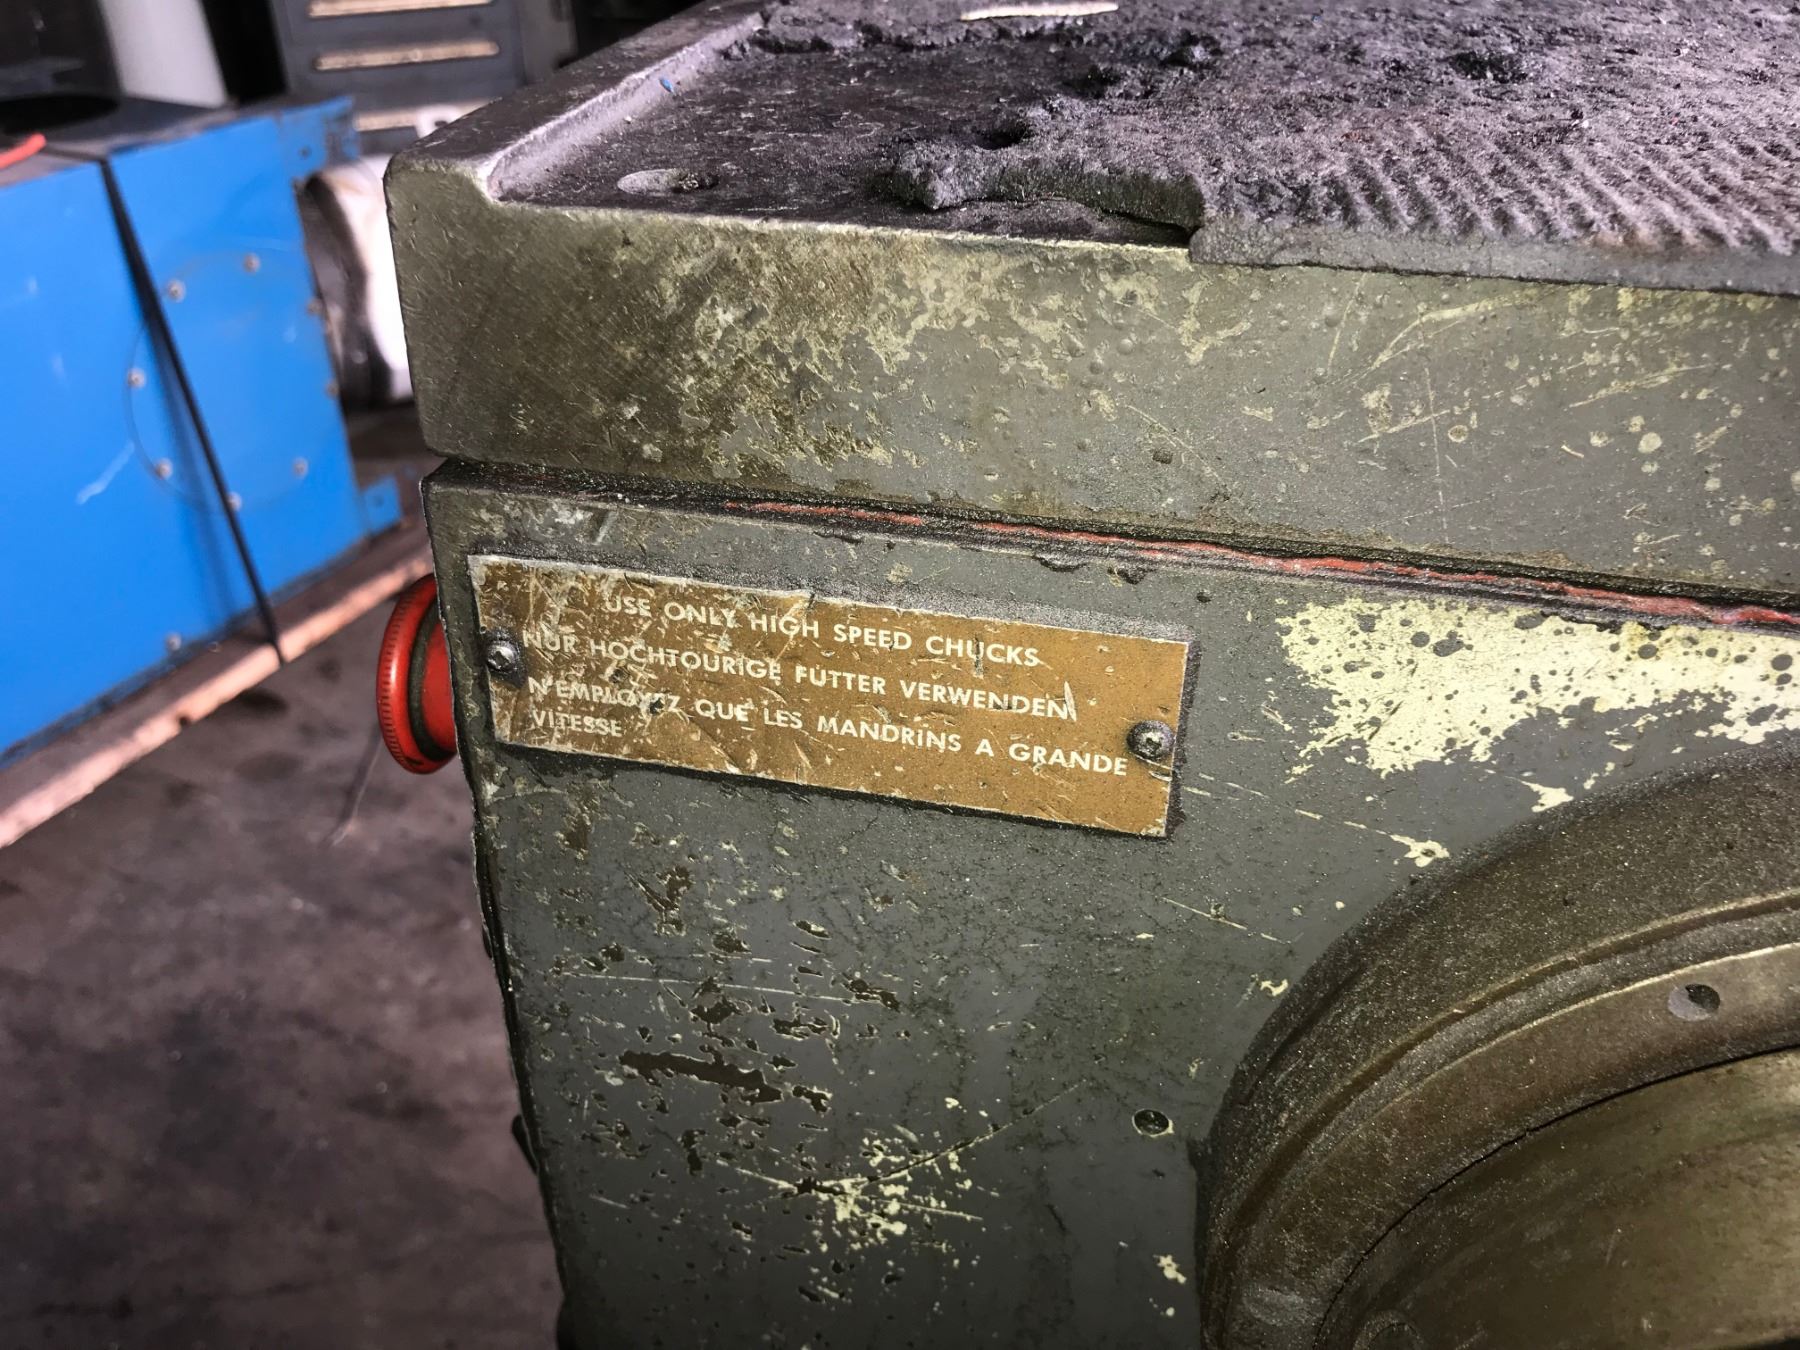 USE ONLY HIGH SPEED CHUCKS
NUR HOCHTOURIGE FUTTER VERWENDEN
N'EMPLOYEZ QUE LES MANDRINS A GRANDE
VITESSE